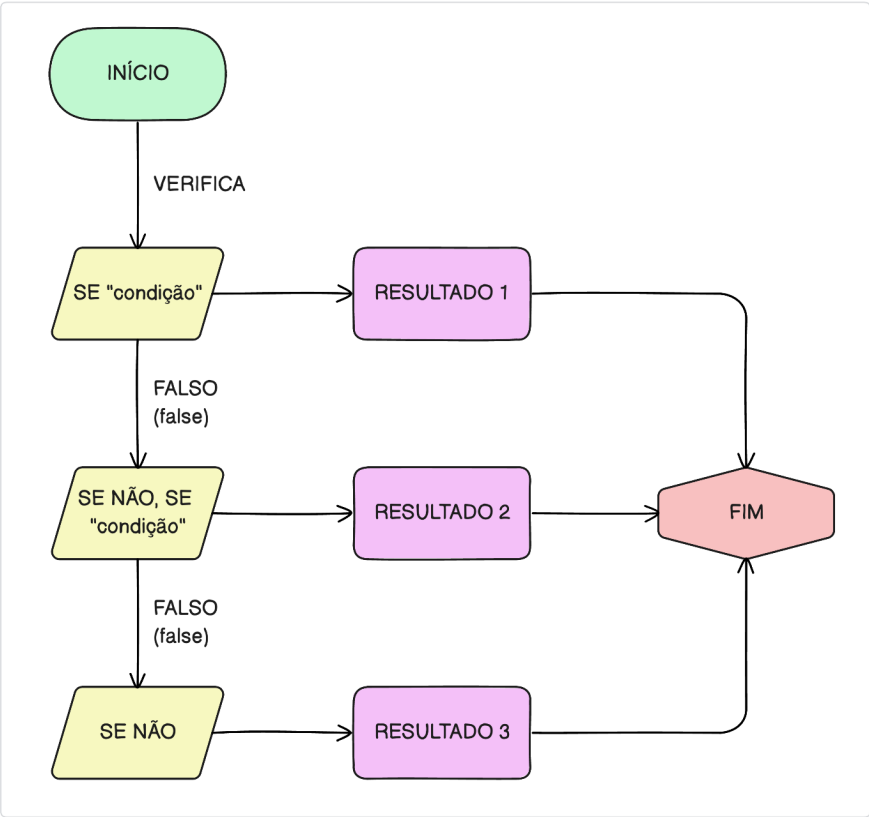 INÍCIO
VERIFICA
SE "condição"
RESULTADO 1
FALSO
(false)
SE NÃO, SE
"condição"
RESULTADO 2
FIM
FALSO
(false)
SE NÃO
RESULTADO 3